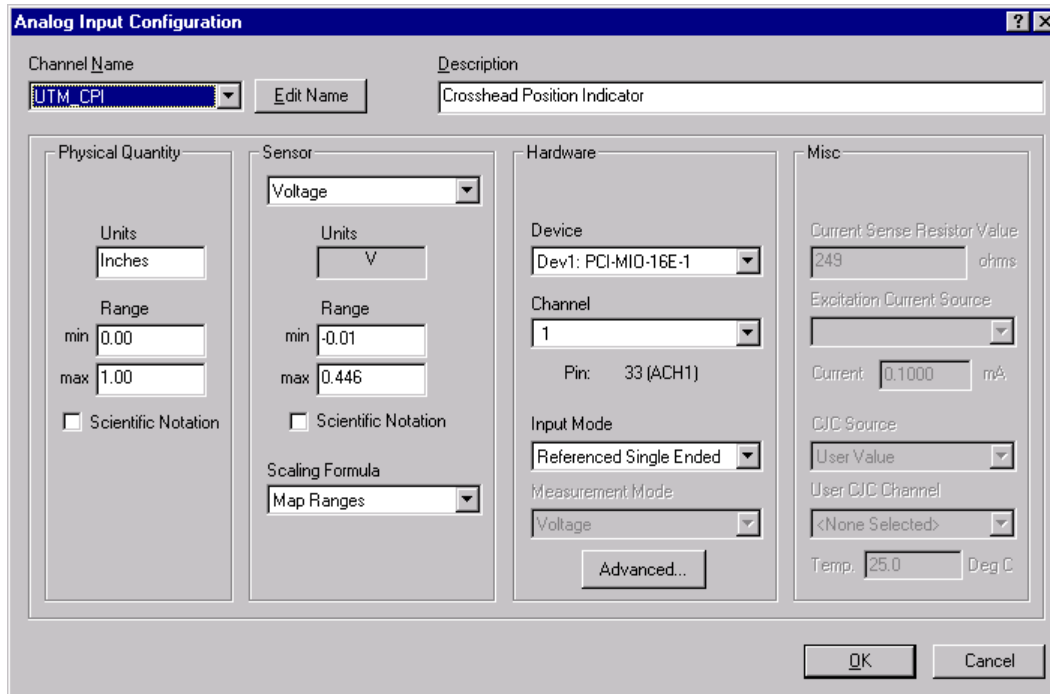 Analog Input Configuration
Channel Name
UTM_CPI
Edit Name
Description
Crosshead Position Indicator
Physical Quantity
Units
Inches
Range
min 0.00
max 1.00
Scientific Notation
Sensor
Voltage
Units
V
Range
min -0.01
max 0.446
Scientific Notation
Scaling Formula
Map Ranges
Hardware
Device
Dev1: PCI-MIO-16E-1
Channel
1
Pin: 33 (ACH1)
Input Mode
Referenced Single Ended
Measurement Mode
Voltage
Advanced...
Misc
Current Sense Resistor Value
249 ohms
Excitation Current Source
Current 0.1000 mA
CJC Source
User Value
User CJC Channel
<None Selected>
Temp. 25.0 Deg C
OK
Cancel